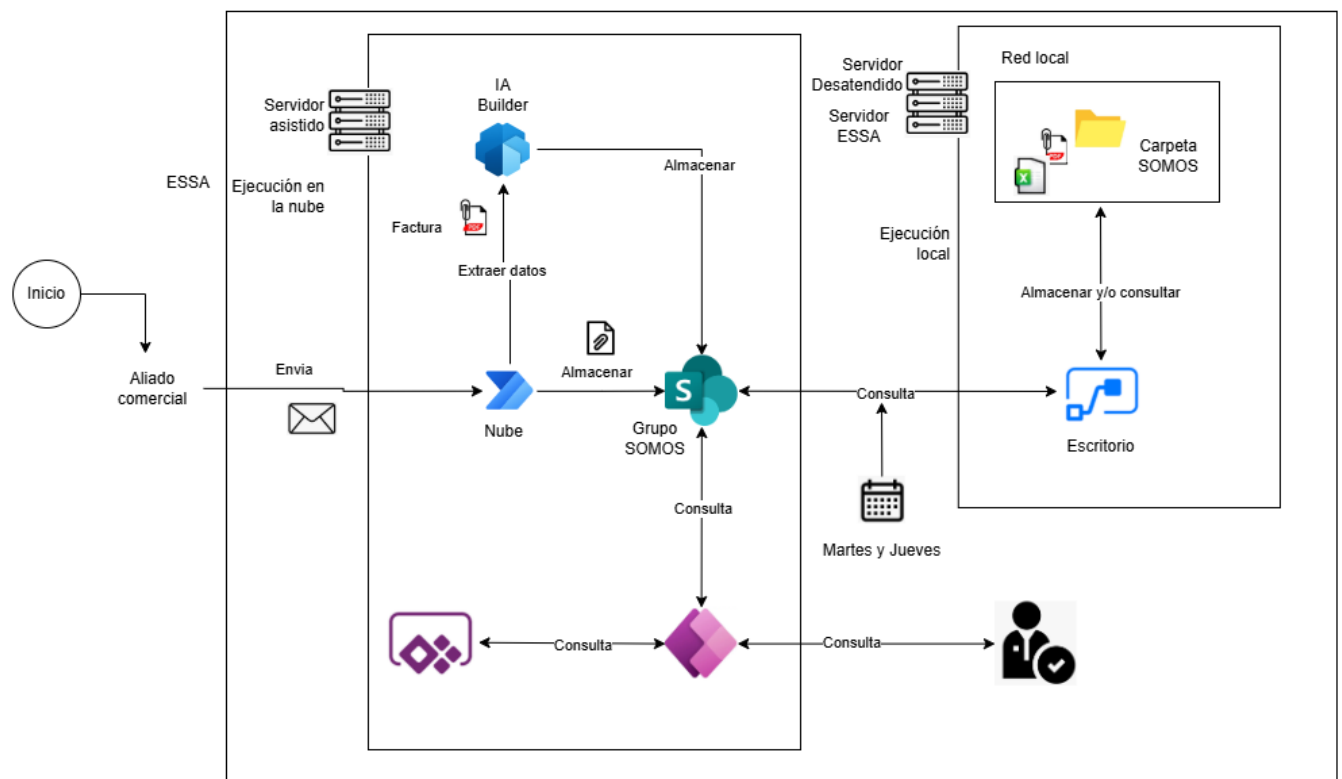 Inicio
Aliado
comercial
ESSA
Ejecución en
la nube
Servidor
asistido
Envia
IA
Builder
Factura
PDF
Extraer datos
Almacenar
Almacenar
Nube
S
Grupo
SOMOS
Consulta
Consulta
Consulta
Consulta
Martes y Jueves
Servidor
Desatendido
Servidor
ESSA
Ejecución
local
Red local
PDF
X
Carpeta
SOMOS
Almacenar y/o consultar
Escritorio